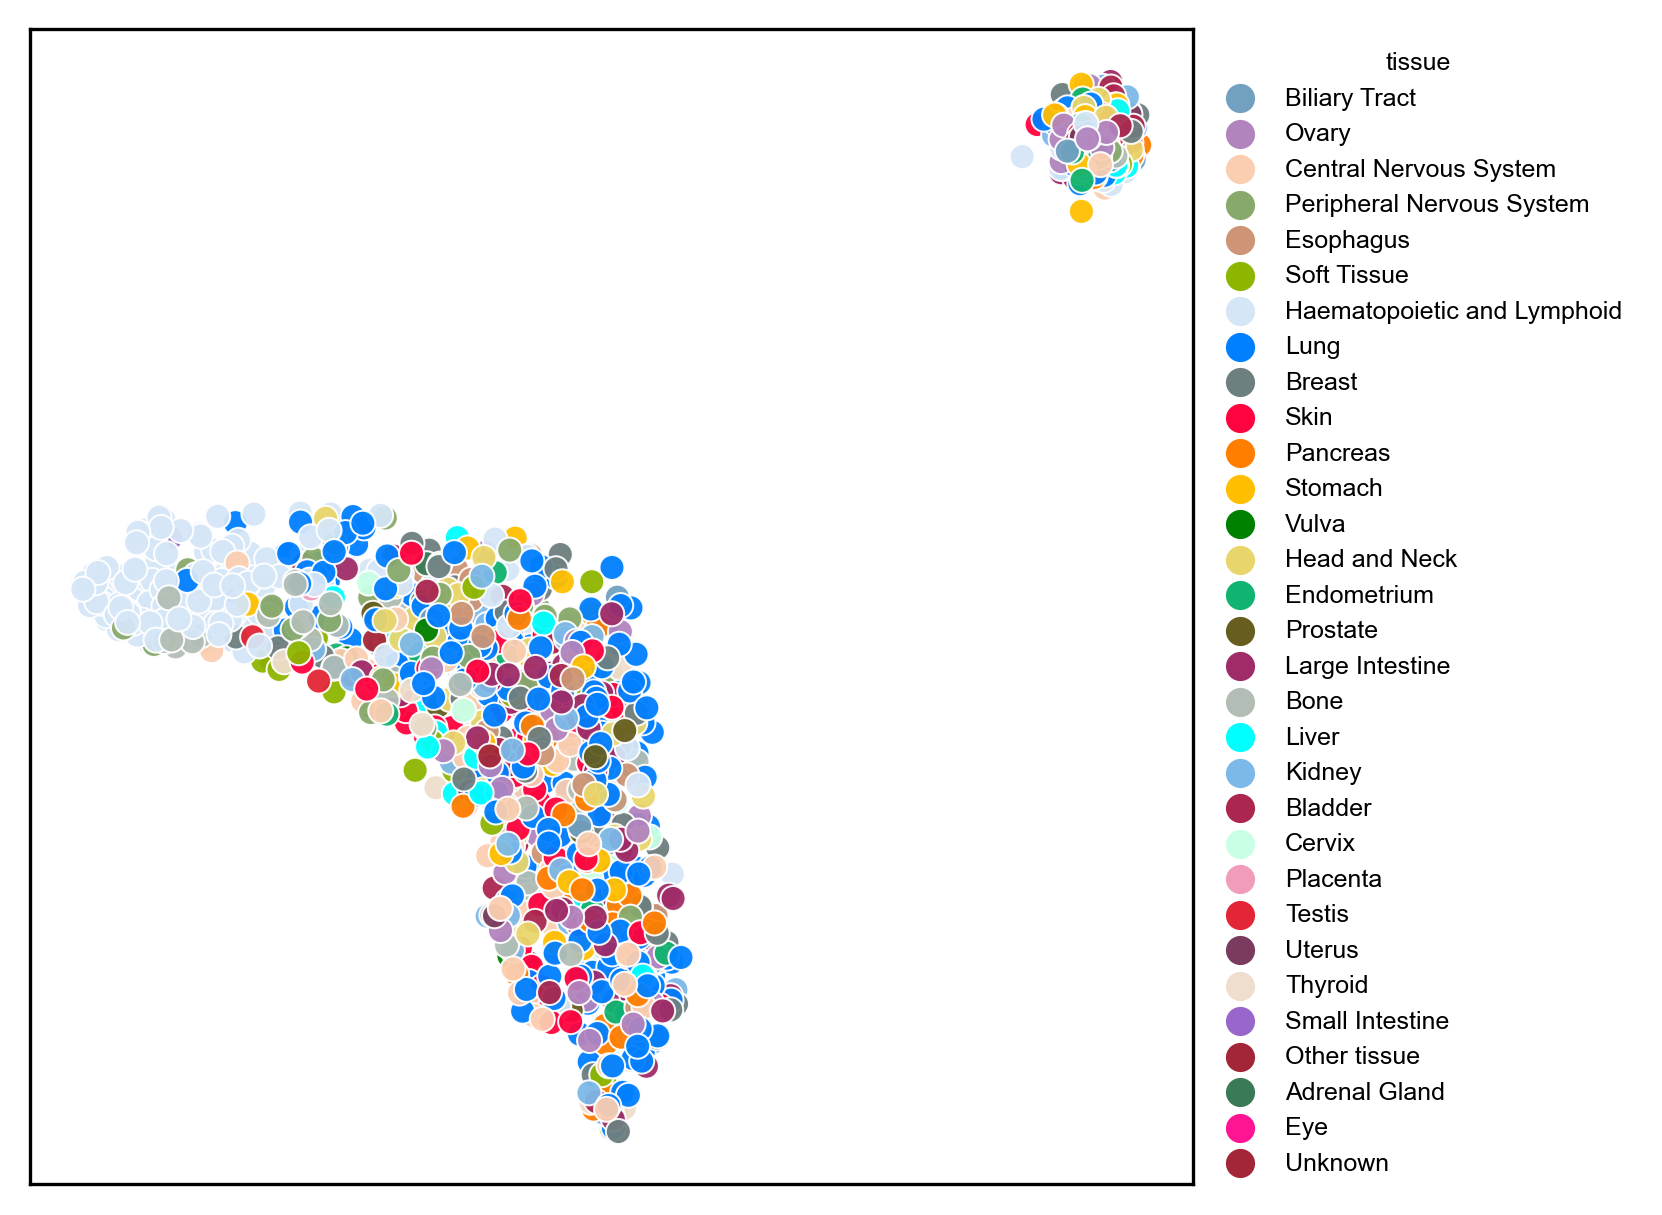 tissue
Biliary Tract
Ovary
Central Nervous System
Peripheral Nervous System
Esophagus
Soft Tissue
Haematopoietic and Lymphoid
Lung
Breast
Skin
Pancreas
Stomach
Vulva
Head and Neck
Endometrium
Prostate
Large Intestine
Bone
Liver
Kidney
Bladder
Cervix
Placenta
Testis
Uterus
Thyroid
Small Intestine
Other tissue
Adrenal Gland
Eye
Unknown